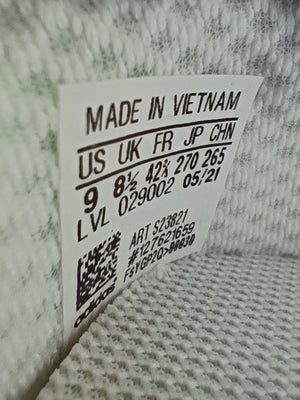 MADE IN VIETNAM
US UK FR JP CHN
9 8½ 42⅔ 270 265
LVL 029002 05/21
ART S23821
#127621659
adidas